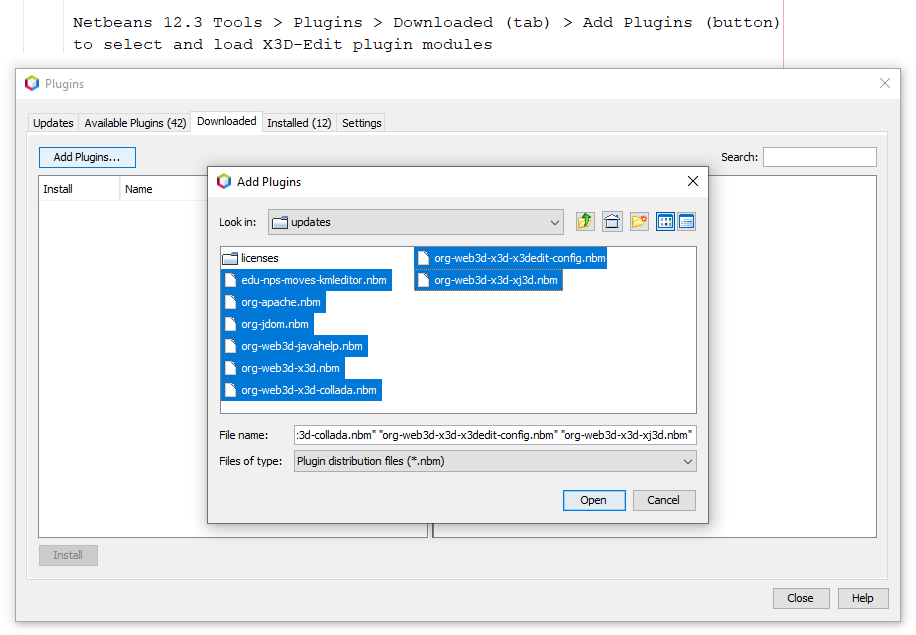 Netbeans 12.3 Tools > Plugins > Downloaded (tab) > Add Plugins (button)
to select and load X3D-Edit plugin modules
Plugins
Updates Available Plugins (42) Downloaded Installed (12) Settings
Add Plugins... Search:
Install Name
Add Plugins
Look in: updates
licenses
edu-nps-moves-kmleditor.nbm
org-apache.nbm
org-jdom.nbm
org-web3d-javahelp.nbm
org-web3d-x3d.nbm
org-web3d-x3d-collada.nbm
org-web3d-x3d-x3dedit-config.nbm
org-web3d-x3d-xj3d.nbm
File name: :3d-collada.nbm" "org-web3d-x3d-x3dedit-config.nbm" "org-web3d-x3d-xj3d.nbm"
Files of type: Plugin distribution files (*.nbm)
Open Cancel
Install
Close Help